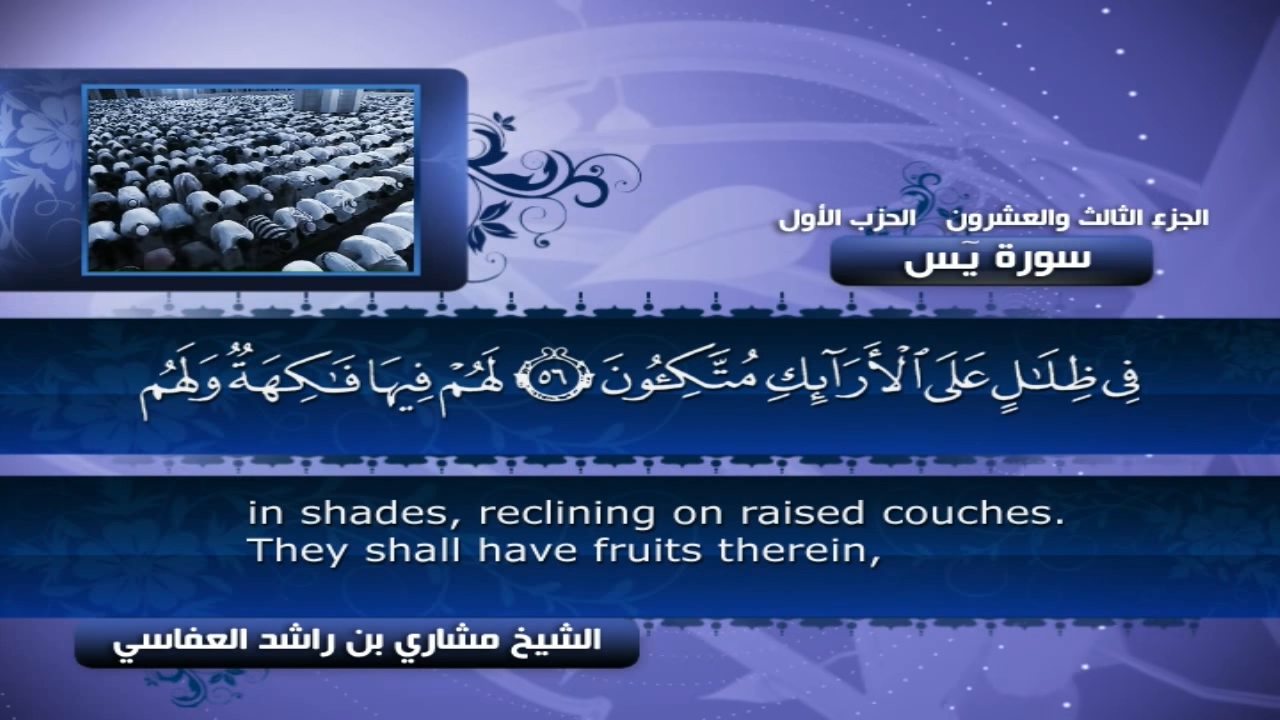 الجزء الثالث والعشرون الحزب الأول
سورة يٓس
فِى ظِلَٰلٍ عَلَى ٱلْأَرَآئِكِ مُتَّكِـُٔونَ ٥٦ لَهُمْ فِيهَا فَٰكِهَةٌ وَلَهُم
in shades, reclining on raised couches.
They shall have fruits therein,
الشيخ مشاري بن راشد العفاسي